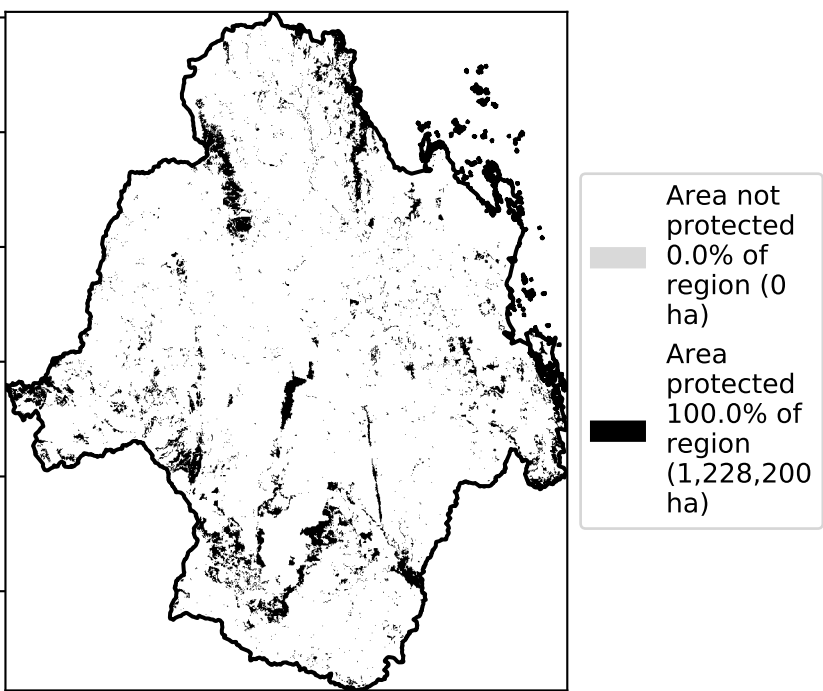 Area not
protected
0.0% of
region (0
ha)
Area
protected
100.0% of
region
(1,228,200
ha)